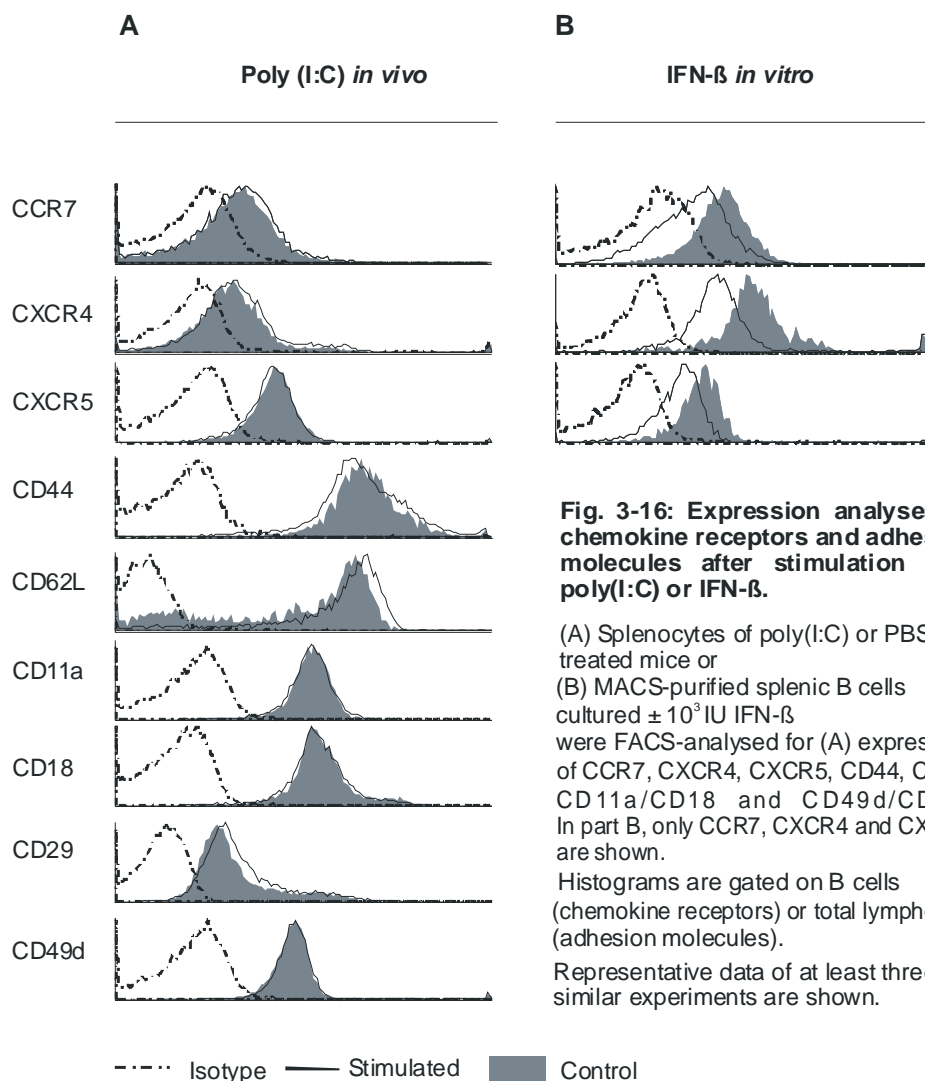 A
B
Poly (I:C) in vivo
IFN-ß in vitro
CCR7
CXCR4
CXCR5
CD44
CD62L
CD11a
CD18
CD29
CD49d
Fig. 3-16: Expression analyse
chemokine receptors and adhe
molecules after stimulation
poly(I:C) or IFN-ß.
(A) Splenocytes of poly(I:C) or PBS
treated mice or
(B) MACS-purified splenic B cells
cultured ± 10³ IU IFN-ß
were FACS-analysed for (A) expres
of CCR7, CXCR4, CXCR5, CD44, C
CD11a/CD18 and CD49d/CD
In part B, only CCR7, CXCR4 and CX
are shown.
Histograms are gated on B cells
(chemokine receptors) or total lympho
(adhesion molecules).
Representative data of at least three
similar experiments are shown.
Isotype Stimulated Control